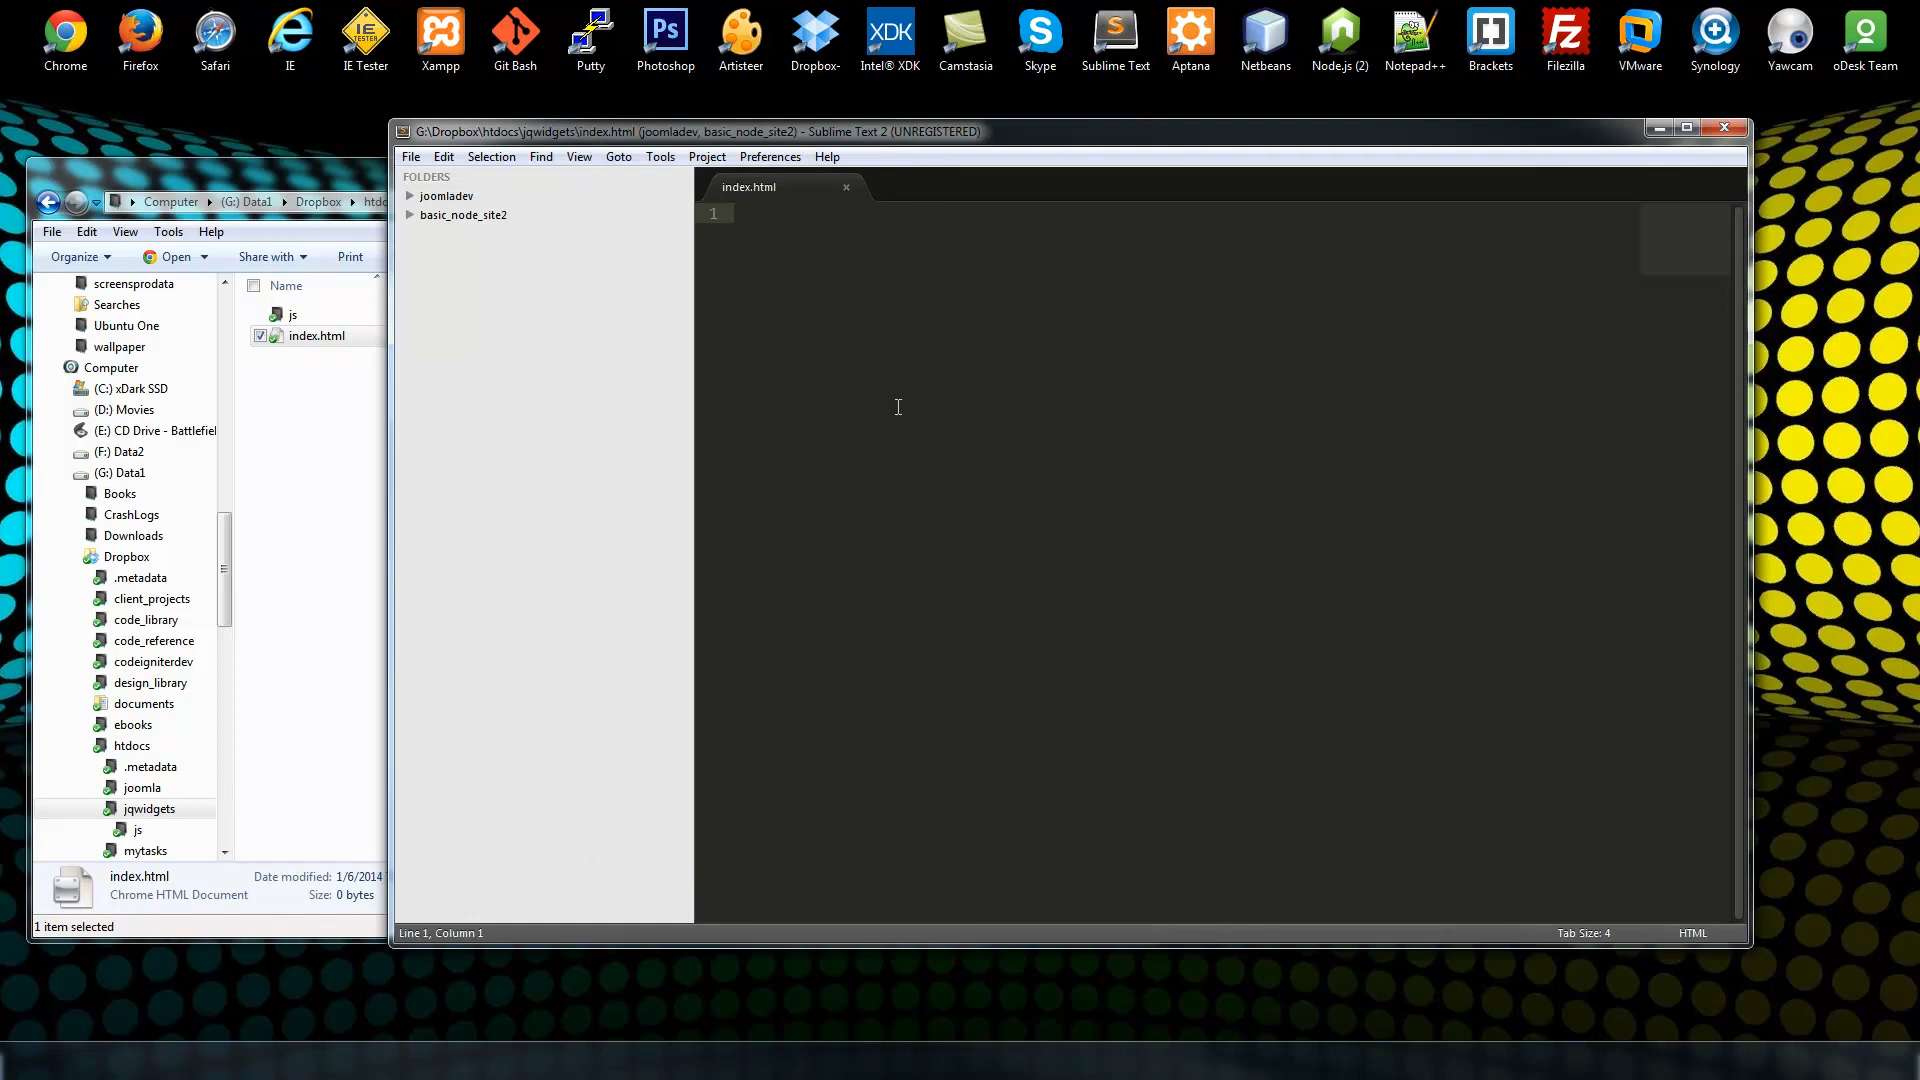 Chrome
Firefox
Safari
IE
IE Tester
Xampp
Git Bash
Putty
Photoshop
Artisteer
Dropbox-
Intel® XDK
Camstasia
Skype
Sublime Text
Aptana
Netbeans
Node.js (2)
Notepad++
Brackets
Filezilla
VMware
Synology
Yawcam
oDesk Team
G:\Dropbox\htdocs\jqwidgets\index.html (joomladev, basic_node_site2) - Sublime Text 2 (UNREGISTERED)
File Edit Selection Find View Goto Tools Project Preferences Help
FOLDERS
joomladev
basic_node_site2
index.html
1
Line 1, Column 1
Tab Size: 4
HTML
Computer
(G:) Data1
Dropbox
htdo
File Edit View Tools Help
Organize Open Share with Print
screensprodata
Searches
Ubuntu One
wallpaper
Computer
(C:) xDark SSD
(D:) Movies
(E:) CD Drive - Battlefiel
(F:) Data2
(G:) Data1
Books
CrashLogs
Downloads
Dropbox
.metadata
client_projects
code_library
code_reference
codeigniterdev
design_library
documents
ebooks
htdocs
.metadata
joomla
jqwidgets
js
mytasks
Name
js
index.html
index.html
Date modified: 1/6/2014
Chrome HTML Document
Size: 0 bytes
1 item selected
XDK
Ps
IE
TESTER